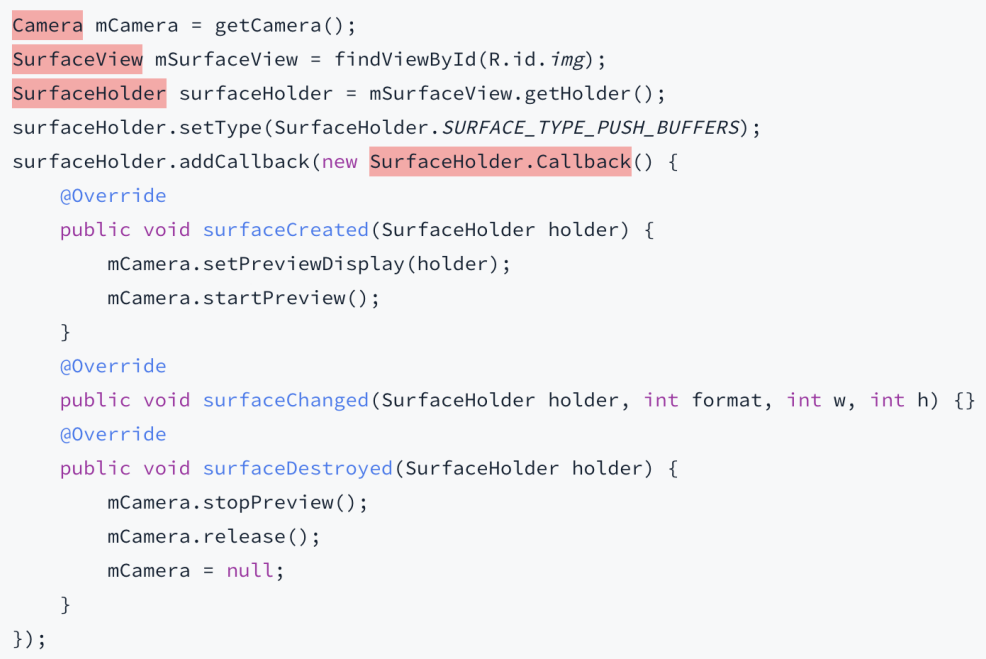 Camera mCamera = getCamera();
SurfaceView mSurfaceView = findViewById(R.id.img);
SurfaceHolder surfaceHolder = mSurfaceView.getHolder();
surfaceHolder.setType(SurfaceHolder.SURFACE_TYPE_PUSH_BUFFERS);
surfaceHolder.addCallback(new SurfaceHolder.Callback() {
    @Override
    public void surfaceCreated(SurfaceHolder holder) {
        mCamera.setPreviewDisplay(holder);
        mCamera.startPreview();
    }
    @Override
    public void surfaceChanged(SurfaceHolder holder, int format, int w, int h) {}
    @Override
    public void surfaceDestroyed(SurfaceHolder holder) {
        mCamera.stopPreview();
        mCamera.release();
        mCamera = null;
    }
});